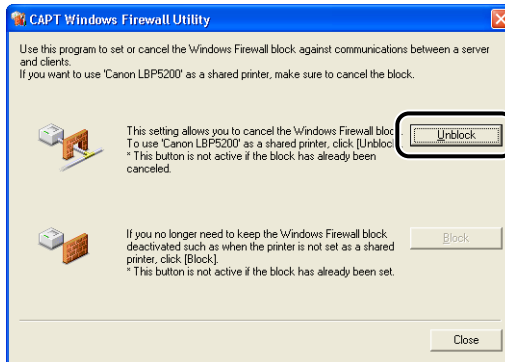 CAPT Windows Firewall Utility
Use this program to set or cancel the Windows Firewall block against communications between a server
and clients.
If you want to use 'Canon LBP5200' as a shared printer, make sure to cancel the block.
This setting allows you to cancel the Windows Firewall bloc
To use 'Canon LBP5200' as a shared printer, click [Unbloc
* This button is not active if the block has already been
canceled.
Unblock
If you no longer need to keep the Windows Firewall block
deactivated such as when the printer is not set as a shared
printer, click [Block].
* This button is not active if the block has already been set.
Block
Close